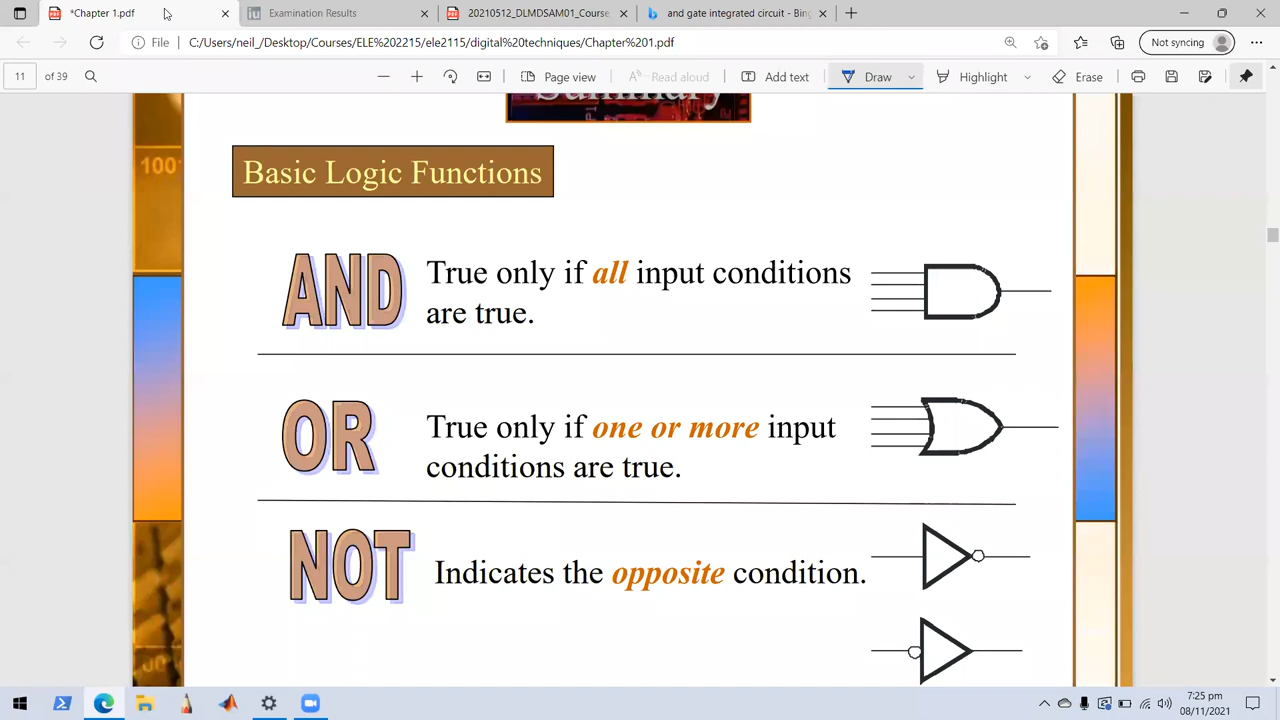 *Chapter 1.pdf
Examination Results
20210512_DLMDSAM01_Course
and gate integrated circuit - Bing
Not syncing
File
C:/Users/neil_/Desktop/Courses/ELE%202215/ele2115/digital%20techniques/Chapter%201.pdf
11 of 39
Page view
Read aloud
Add text
Draw
Highlight
Erase
Summary
Basic Logic Functions
AND
True only if all input conditions
are true.
OR
True only if one or more input
conditions are true.
NOT
Indicates the opposite condition.
7:25 pm
08/11/2021